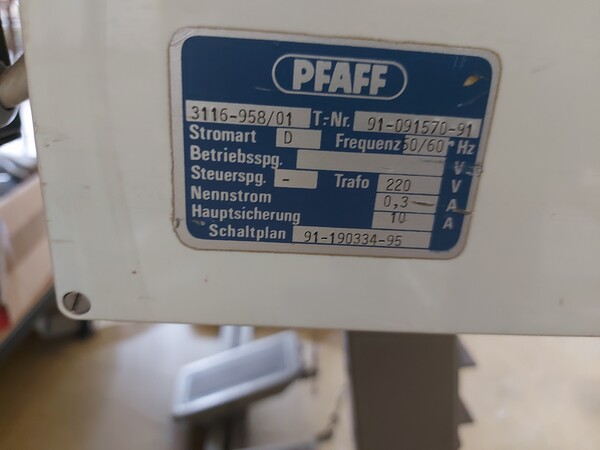 PFAFF
3116-958/01 T.-Nr. 91-091570-91
Stromart D Frequenz 50/60 Hz
Betriebsspg. V
Steuerspg. - Trafo 220 V
Nennstrom 0,3 A
Hauptsicherung 10 A
Schaltplan 91-190334-95